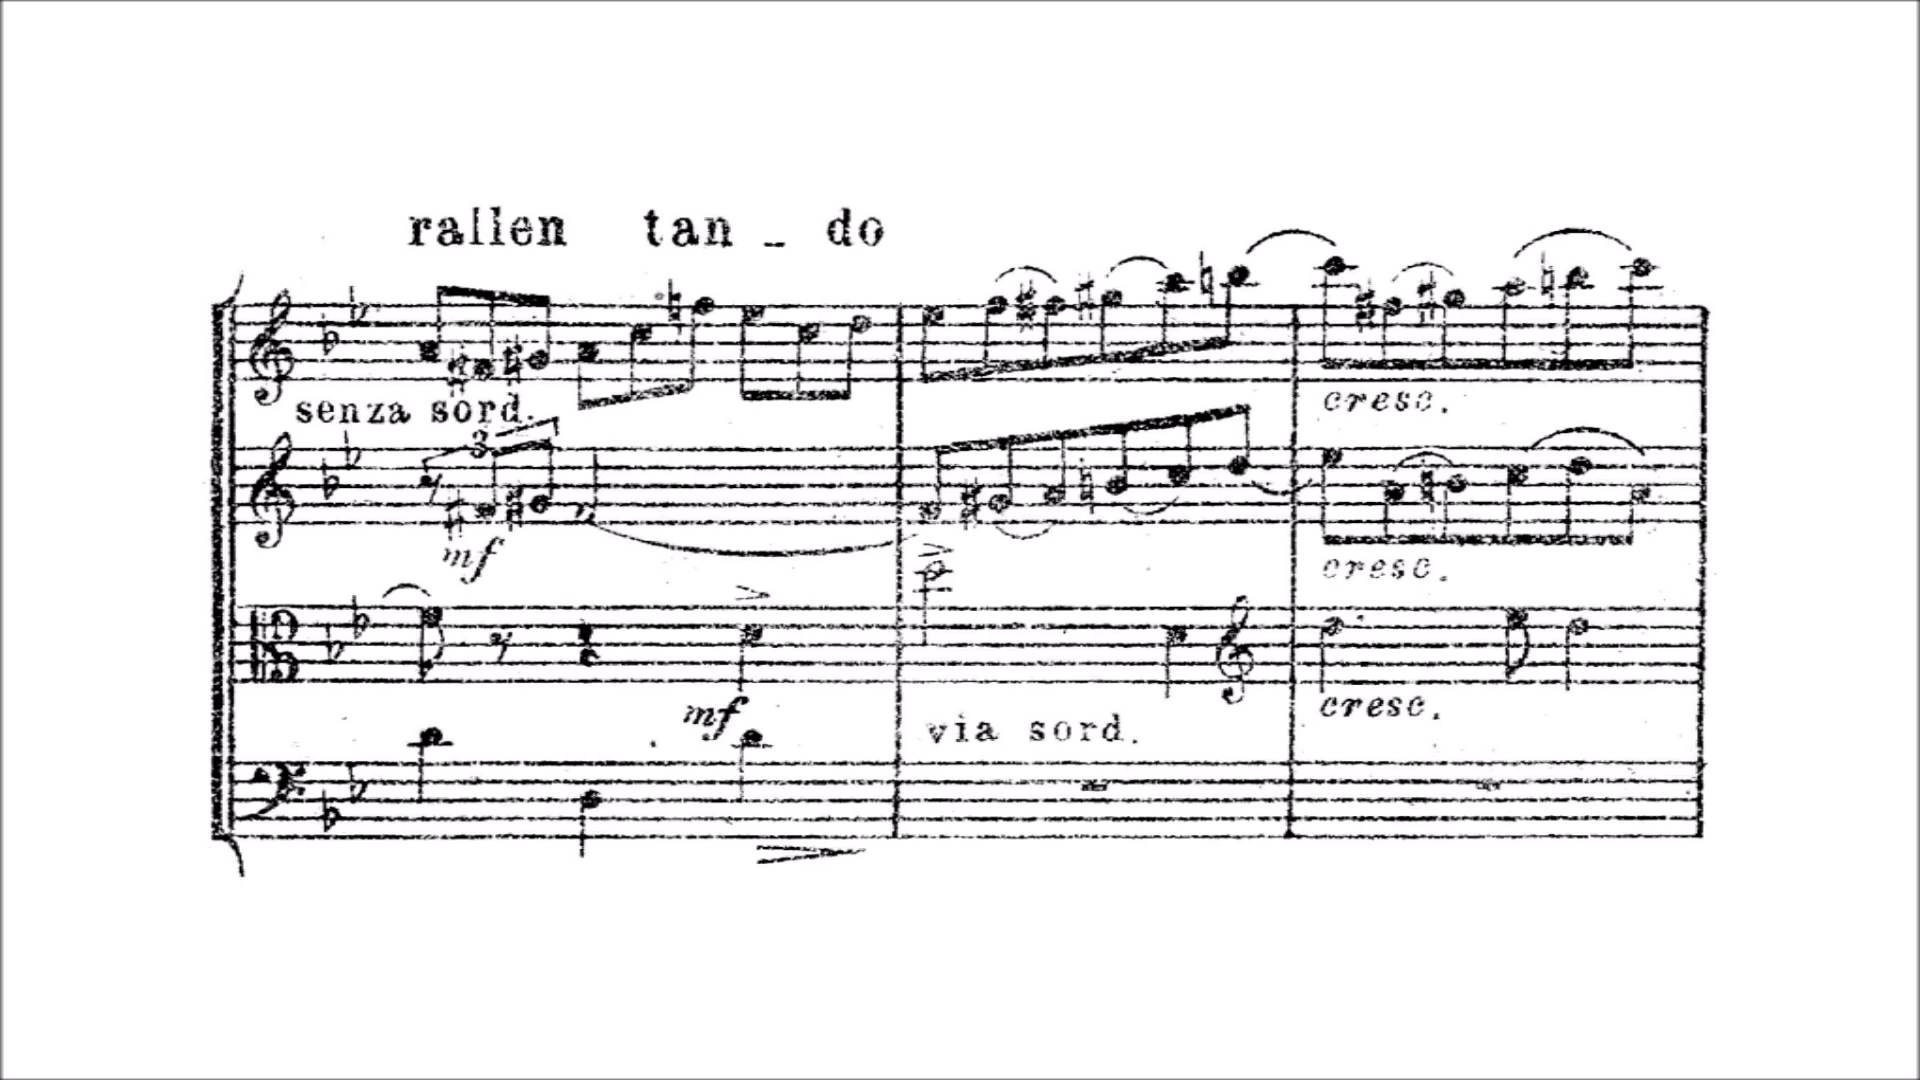 rallen tan - do
senza sord.
cresc.
3
mf
cresc.
mf
cresc.
via sord.